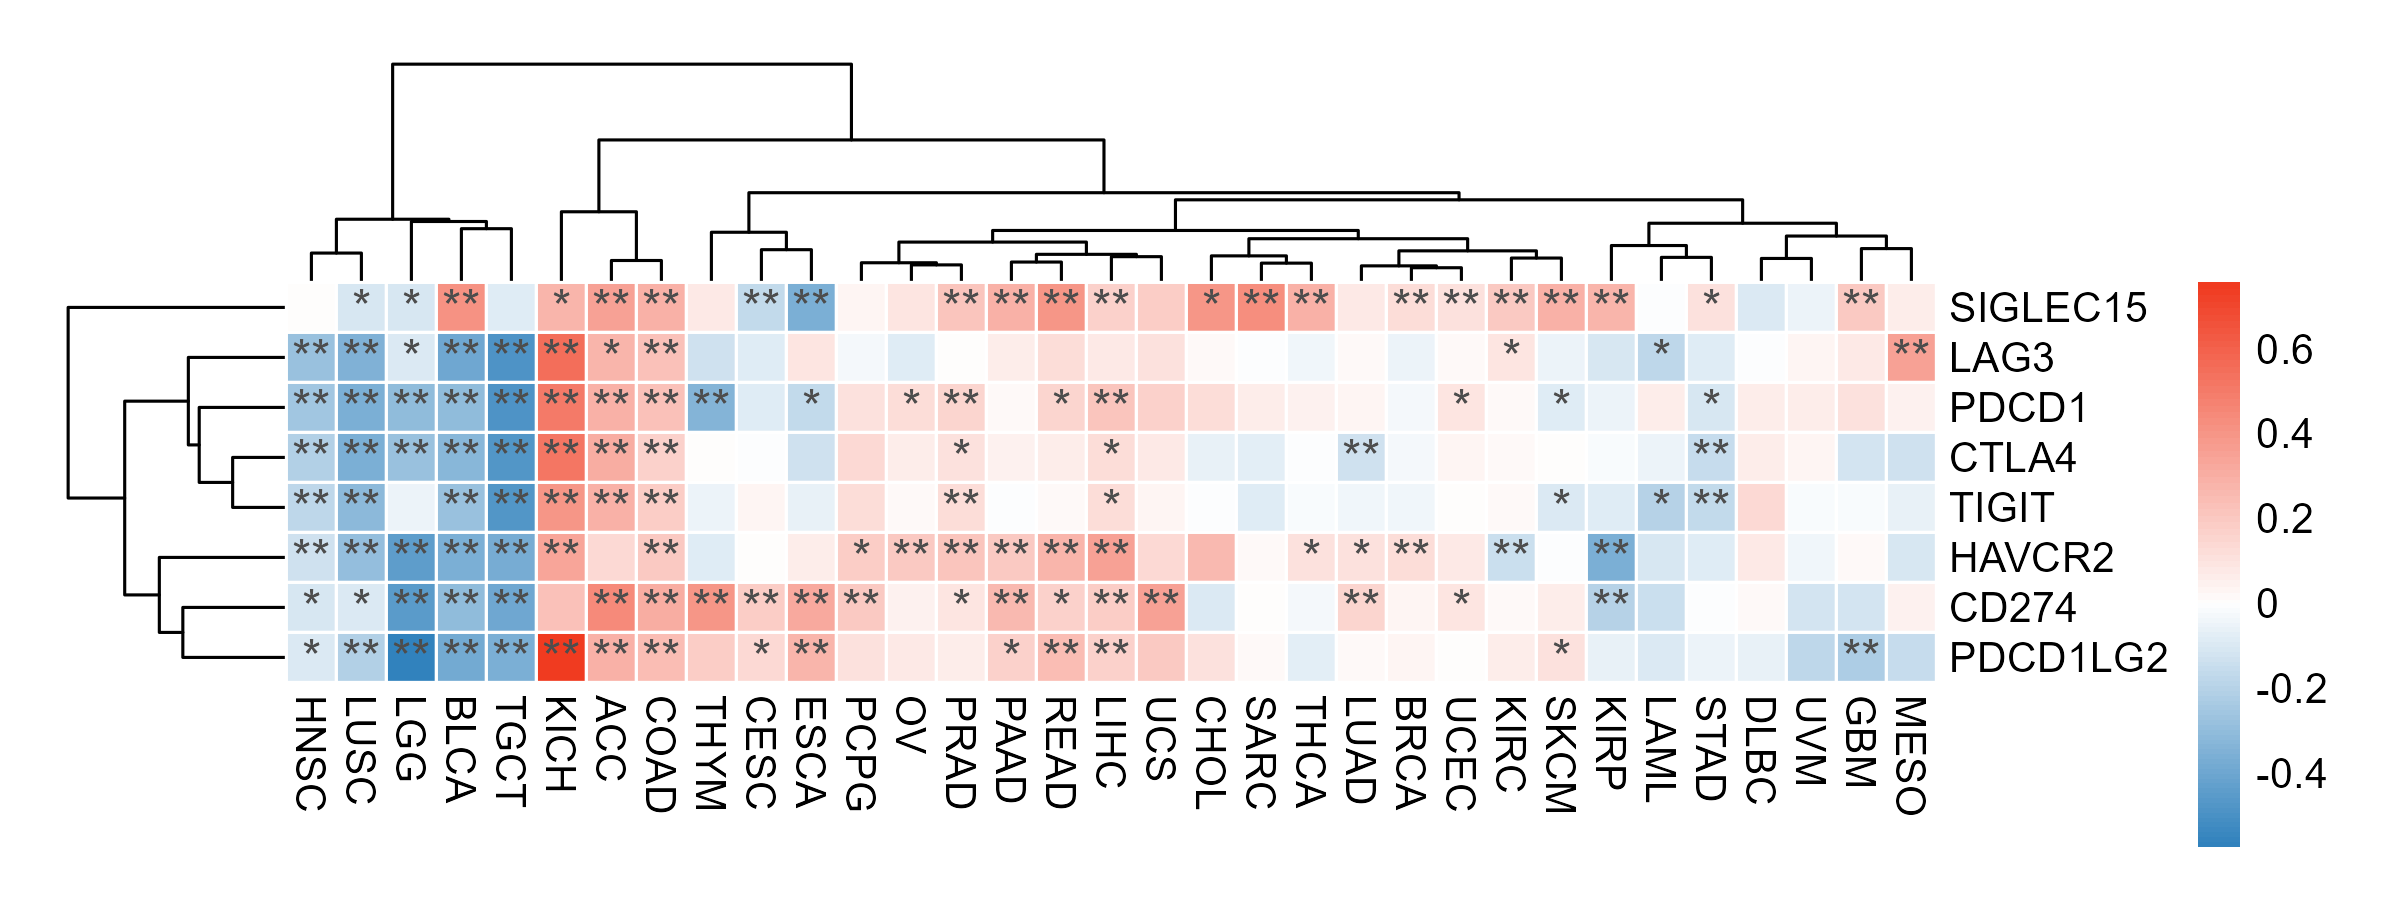 * * ** * ** ** ** ** ** ** ** ** * ** ** ** ** ** ** ** * ** SIGLEC15
** ** * ** ** ** * ** * * ** LAG3
** ** ** ** ** ** ** ** ** * * ** * ** * * * PDCD1
** ** ** ** ** ** ** ** * * ** ** CTLA4
** ** ** ** ** ** ** ** * * * ** TIGIT
** ** ** ** ** ** ** * ** ** ** ** ** * * ** ** ** HAVCR2
* * ** ** ** ** ** ** ** ** ** * ** * ** ** ** * ** CD274
* ** ** ** ** ** ** ** * ** * ** ** * ** PDCD1LG2
0.6
0.4
0.2
0
-0.2
-0.4
HNSC
LUSC
LGG
BLCA
TGCT
KICH
ACC
COAD
THYM
CESC
ESCA
PCPG
OV
PRAD
PAAD
READ
LIHC
UCS
CHOL
SARC
THCA
LUAD
BRCA
UCEC
KIRC
SKCM
KIRP
LAML
STAD
DLBC
UVM
GBM
MESO